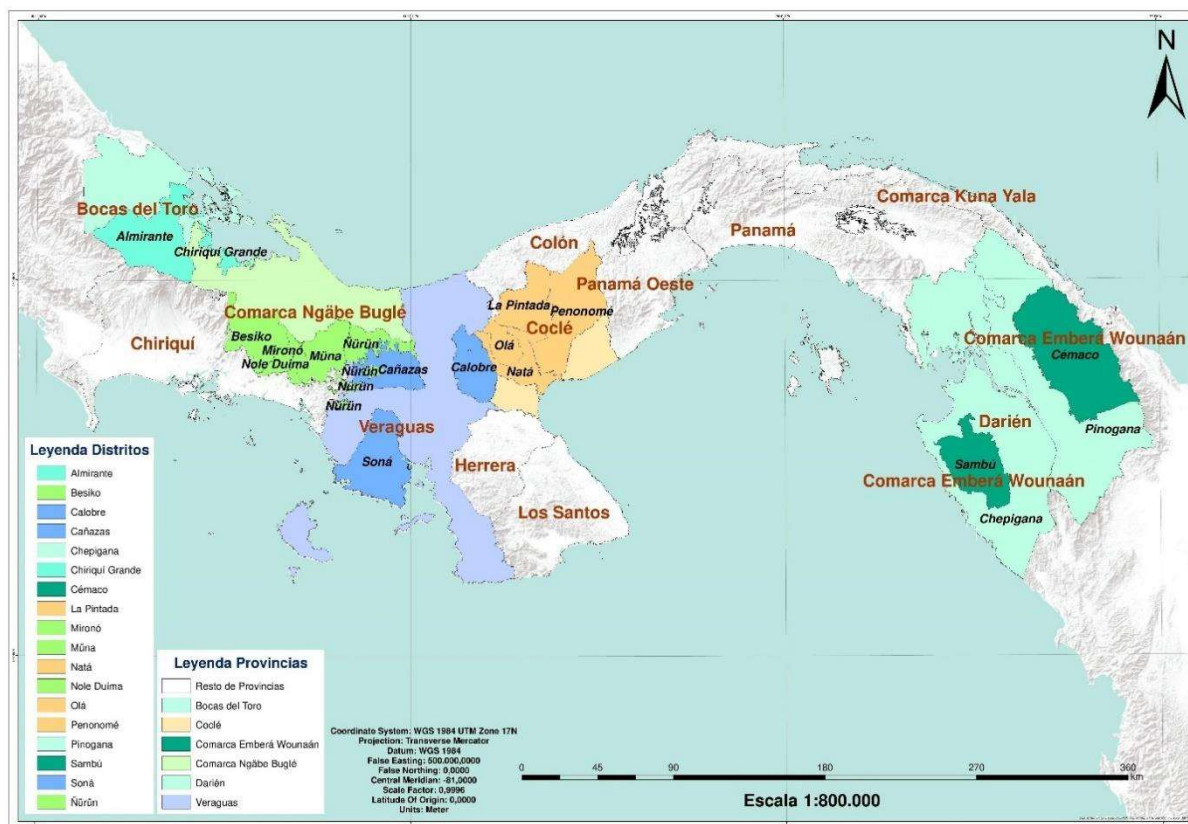 N
Comarca Kuna Yala
Bocas del Toro
Colón
Panamá
Almirante
Chiriquí Grande
Panamá Oeste
La Pintada
Penonomé
Comarca Ngäbe Buglé
Coclé
Besiko
Chiriquí
Mironó
Ñürün
Olá
Comarca Emberá Wounaán
Müna
Nole Duima
Ñürün
Cañazas
Calobre
Natá
Cémaco
Ñürün
Ñürün
Veraguas
Darién
Pinogana
Soná
Herrera
Sambú
Comarca Emberá Wounaán
Los Santos
Chepigana
Leyenda Distritos
Almirante
Besiko
Calobre
Cañazas
Chepigana
Chiriquí Grande
Cémaco
La Pintada
Mironó
Müna
Natá
Nole Duima
Olá
Penonomé
Pinogana
Sambú
Soná
Ñürün
Leyenda Provincias
Resto de Provincias
Bocas del Toro
Coclé
Comarca Emberá Wounaán
Comarca Ngäbe Buglé
Darién
Veraguas
Coordinate System: WGS 1984 UTM Zone 17N
Projection: Transverse Mercator
Datum: WGS 1984
False Easting: 500.000,0000
False Northing: 0,0000
Central Meridian: -81,0000
Scale Factor: 0,9996
Latitude Of Origin: 0,0000
Units: Meter
0 45 90 180 270 360
km
Escala 1:800.000